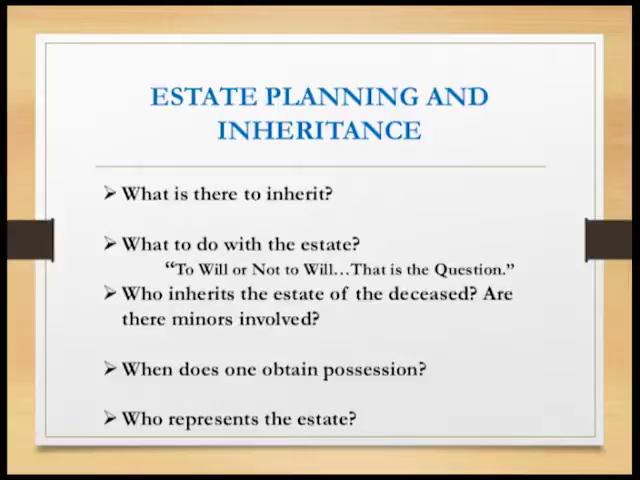 ESTATE PLANNING AND
INHERITANCE
➢ What is there to inherit?
➢ What to do with the estate?
“To Will or Not to Will…That is the Question.”
➢ Who inherits the estate of the deceased? Are
there minors involved?
➢ When does one obtain possession?
➢ Who represents the estate?